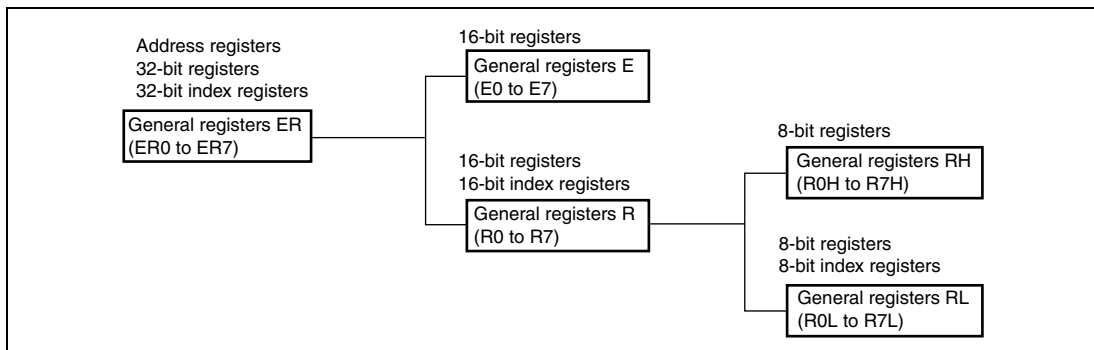 Address registers
32-bit registers
32-bit index registers
General registers ER
(ER0 to ER7)
16-bit registers
General registers E
(E0 to E7)
16-bit registers
16-bit index registers
General registers R
(R0 to R7)
8-bit registers
General registers RH
(R0H to R7H)
8-bit registers
8-bit index registers
General registers RL
(R0L to R7L)